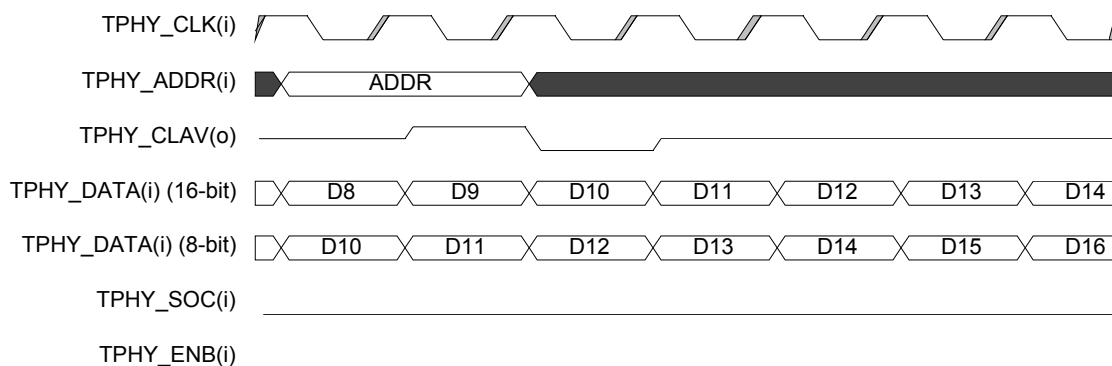 TPHY_CLK(i)
TPHY_ADDR(i) ADDR
TPHY_CLAV(o)
TPHY_DATA(i) (16-bit) D8 D9 D10 D11 D12 D13 D14
TPHY_DATA(i) (8-bit) D10 D11 D12 D13 D14 D15 D16
TPHY_SOC(i)
TPHY_ENB(i)